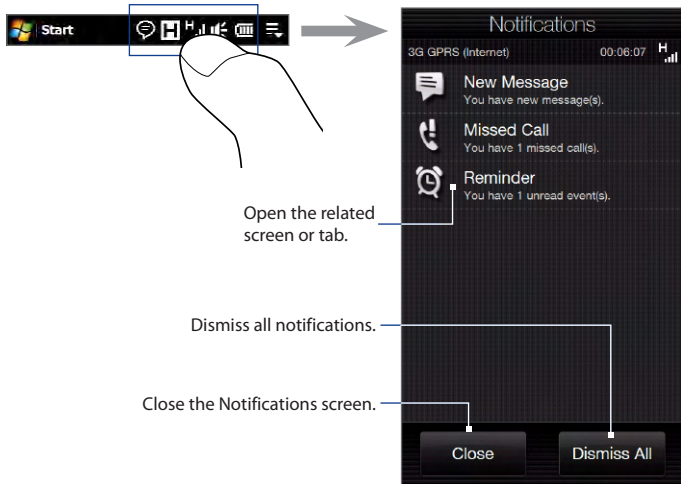 Start
Notifications
3G GPRS (Internet) 00:06:07 H
New Message
You have new message(s).
Missed Call
You have 1 missed call(s).
Reminder
You have 1 unread event(s).
Open the related
screen or tab.
Dismiss all notifications.
Close the Notifications screen.
Close Dismiss All